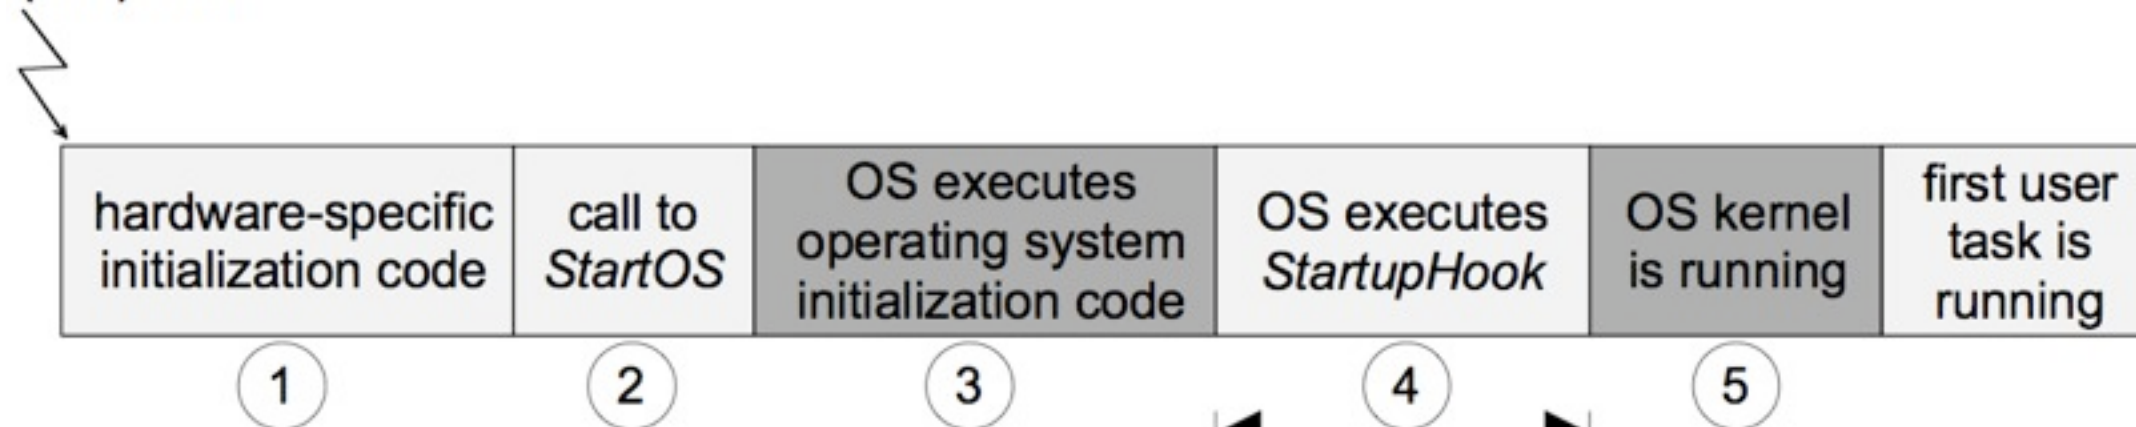 hardware-specific
initialization code
call to
StartOS
OS executes
operating system
initialization code
OS executes
StartupHook
OS kernel
is running
first user
task is
running
1
2
3
4
5